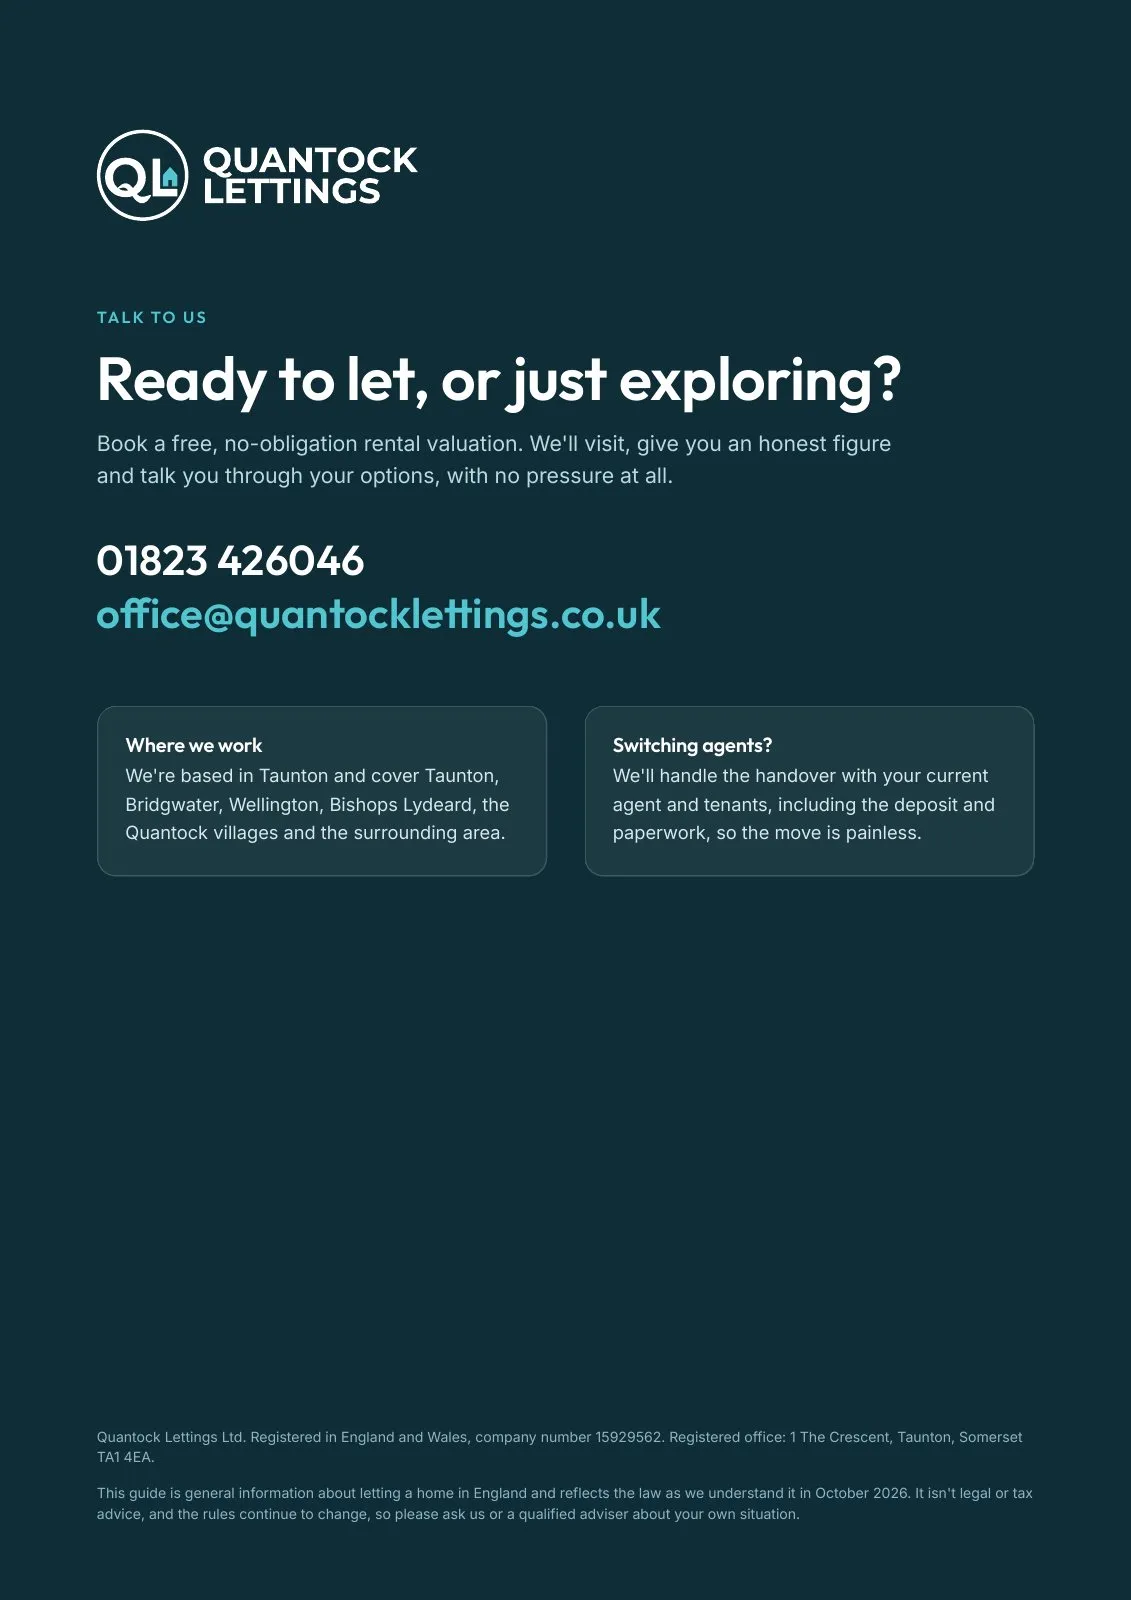 QL
QUANTOCK
LETTINGS
TALK TO US
Ready to let, or just exploring?
Book a free, no-obligation rental valuation. We'll visit, give you an honest figure
and talk you through your options, with no pressure at all.
01823 426046
office@quantocklettings.co.uk
Where we work
We're based in Taunton and cover Taunton,
Bridgwater, Wellington, Bishops Lydeard, the
Quantock villages and the surrounding area.
Switching agents?
We'll handle the handover with your current
agent and tenants, including the deposit and
paperwork, so the move is painless.
Quantock Lettings Ltd. Registered in England and Wales, company number 15929562. Registered office: 1 The Crescent, Taunton, Somerset
TA1 4EA.
This guide is general information about letting a home in England and reflects the law as we understand it in October 2026. It isn't legal or tax
advice, and the rules continue to change, so please ask us or a qualified adviser about your own situation.